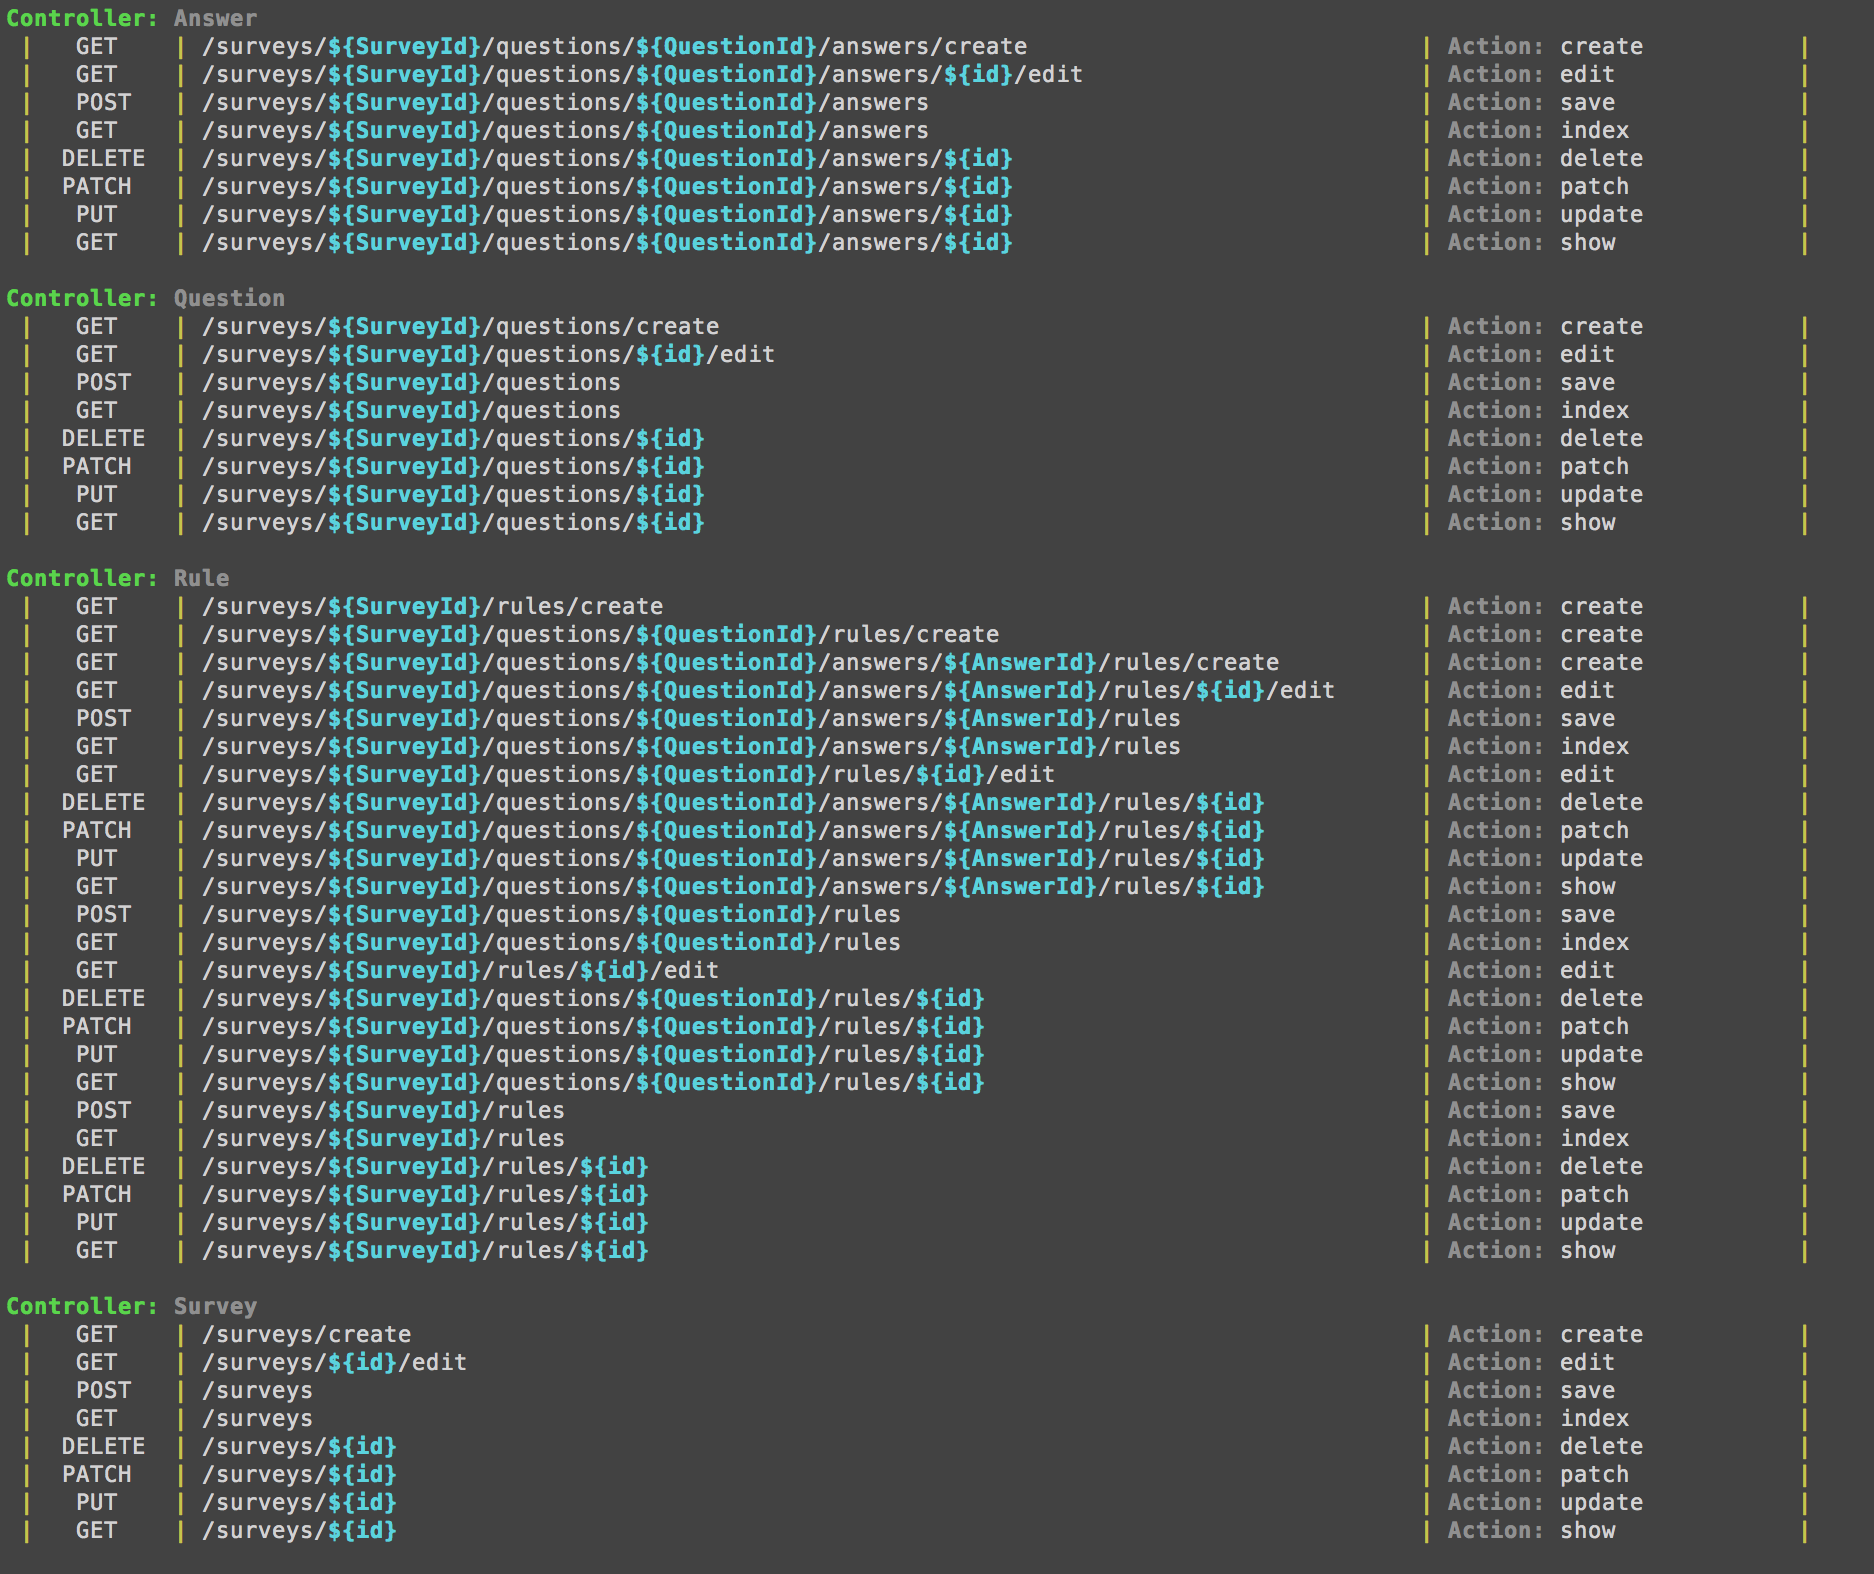 Controller: Answer
| GET | /surveys/${SurveyId}/questions/${QuestionId}/answers/create | Action: create |
| GET | /surveys/${SurveyId}/questions/${QuestionId}/answers/${id}/edit | Action: edit |
| POST | /surveys/${SurveyId}/questions/${QuestionId}/answers | Action: save |
| GET | /surveys/${SurveyId}/questions/${QuestionId}/answers | Action: index |
| DELETE | /surveys/${SurveyId}/questions/${QuestionId}/answers/${id} | Action: delete |
| PATCH | /surveys/${SurveyId}/questions/${QuestionId}/answers/${id} | Action: patch |
| PUT | /surveys/${SurveyId}/questions/${QuestionId}/answers/${id} | Action: update |
| GET | /surveys/${SurveyId}/questions/${QuestionId}/answers/${id} | Action: show |
Controller: Question
| GET | /surveys/${SurveyId}/questions/create | Action: create |
| GET | /surveys/${SurveyId}/questions/${id}/edit | Action: edit |
| POST | /surveys/${SurveyId}/questions | Action: save |
| GET | /surveys/${SurveyId}/questions | Action: index |
| DELETE | /surveys/${SurveyId}/questions/${id} | Action: delete |
| PATCH | /surveys/${SurveyId}/questions/${id} | Action: patch |
| PUT | /surveys/${SurveyId}/questions/${id} | Action: update |
| GET | /surveys/${SurveyId}/questions/${id} | Action: show |
Controller: Rule
| GET | /surveys/${SurveyId}/rules/create | Action: create |
| GET | /surveys/${SurveyId}/questions/${QuestionId}/rules/create | Action: create |
| GET | /surveys/${SurveyId}/questions/${QuestionId}/answers/${AnswerId}/rules/create | Action: create |
| GET | /surveys/${SurveyId}/questions/${QuestionId}/answers/${AnswerId}/rules/${id}/edit | Action: edit |
| POST | /surveys/${SurveyId}/questions/${QuestionId}/answers/${AnswerId}/rules | Action: save |
| GET | /surveys/${SurveyId}/questions/${QuestionId}/answers/${AnswerId}/rules | Action: index |
| GET | /surveys/${SurveyId}/questions/${QuestionId}/rules/${id}/edit | Action: edit |
| DELETE | /surveys/${SurveyId}/questions/${QuestionId}/answers/${AnswerId}/rules/${id} | Action: delete |
| PATCH | /surveys/${SurveyId}/questions/${QuestionId}/answers/${AnswerId}/rules/${id} | Action: patch |
| PUT | /surveys/${SurveyId}/questions/${QuestionId}/answers/${AnswerId}/rules/${id} | Action: update |
| GET | /surveys/${SurveyId}/questions/${QuestionId}/answers/${AnswerId}/rules/${id} | Action: show |
| POST | /surveys/${SurveyId}/questions/${QuestionId}/rules | Action: save |
| GET | /surveys/${SurveyId}/questions/${QuestionId}/rules | Action: index |
| GET | /surveys/${SurveyId}/rules/${id}/edit | Action: edit |
| DELETE | /surveys/${SurveyId}/questions/${QuestionId}/rules/${id} | Action: delete |
| PATCH | /surveys/${SurveyId}/questions/${QuestionId}/rules/${id} | Action: patch |
| PUT | /surveys/${SurveyId}/questions/${QuestionId}/rules/${id} | Action: update |
| GET | /surveys/${SurveyId}/questions/${QuestionId}/rules/${id} | Action: show |
| POST | /surveys/${SurveyId}/rules | Action: save |
| GET | /surveys/${SurveyId}/rules | Action: index |
| DELETE | /surveys/${SurveyId}/rules/${id} | Action: delete |
| PATCH | /surveys/${SurveyId}/rules/${id} | Action: patch |
| PUT | /surveys/${SurveyId}/rules/${id} | Action: update |
| GET | /surveys/${SurveyId}/rules/${id} | Action: show |
Controller: Survey
| GET | /surveys/create | Action: create |
| GET | /surveys/${id}/edit | Action: edit |
| POST | /surveys | Action: save |
| GET | /surveys | Action: index |
| DELETE | /surveys/${id} | Action: delete |
| PATCH | /surveys/${id} | Action: patch |
| PUT | /surveys/${id} | Action: update |
| GET | /surveys/${id} | Action: show |